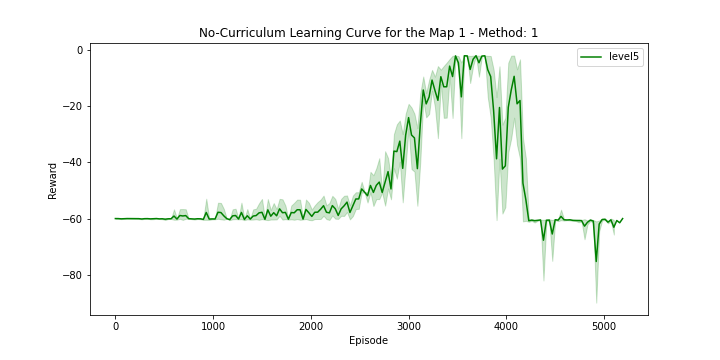 No-Curriculum Learning Curve for the Map 1 - Method: 1
level5
0
−20
−40
−60
−80
Reward
0
1000
2000
3000
4000
5000
Episode